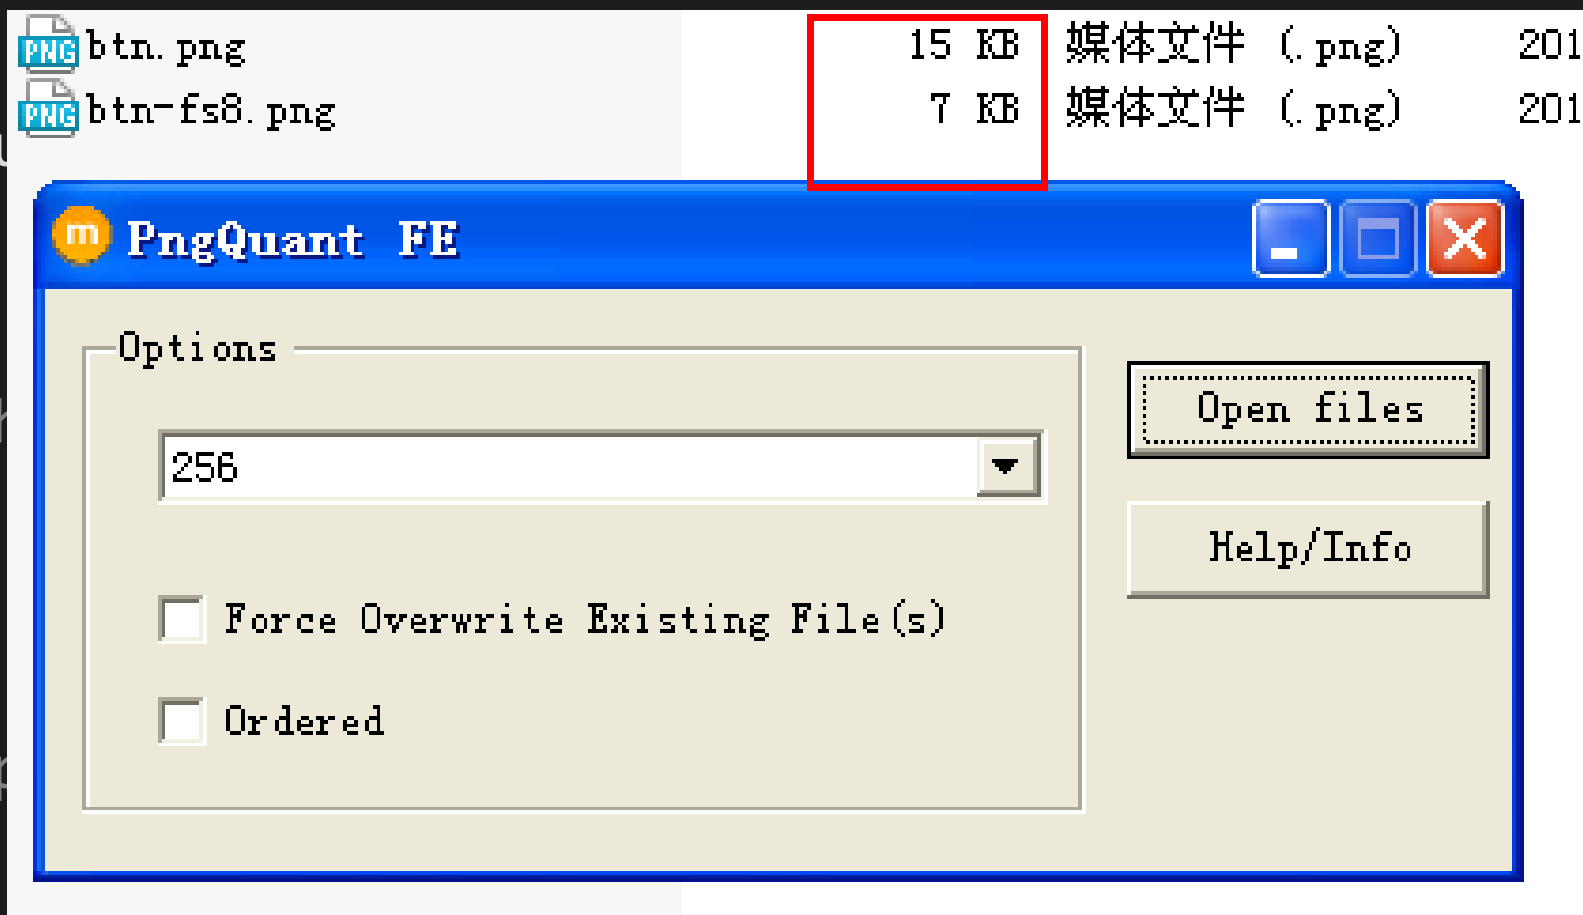 btn.png 15 KB 媒体文件 (.png) 201
btn-fs8.png 7 KB 媒体文件 (.png) 201
PngQuant FE
Options
256
Open files
Help/Info
Force Overwrite Existing File(s)
Ordered